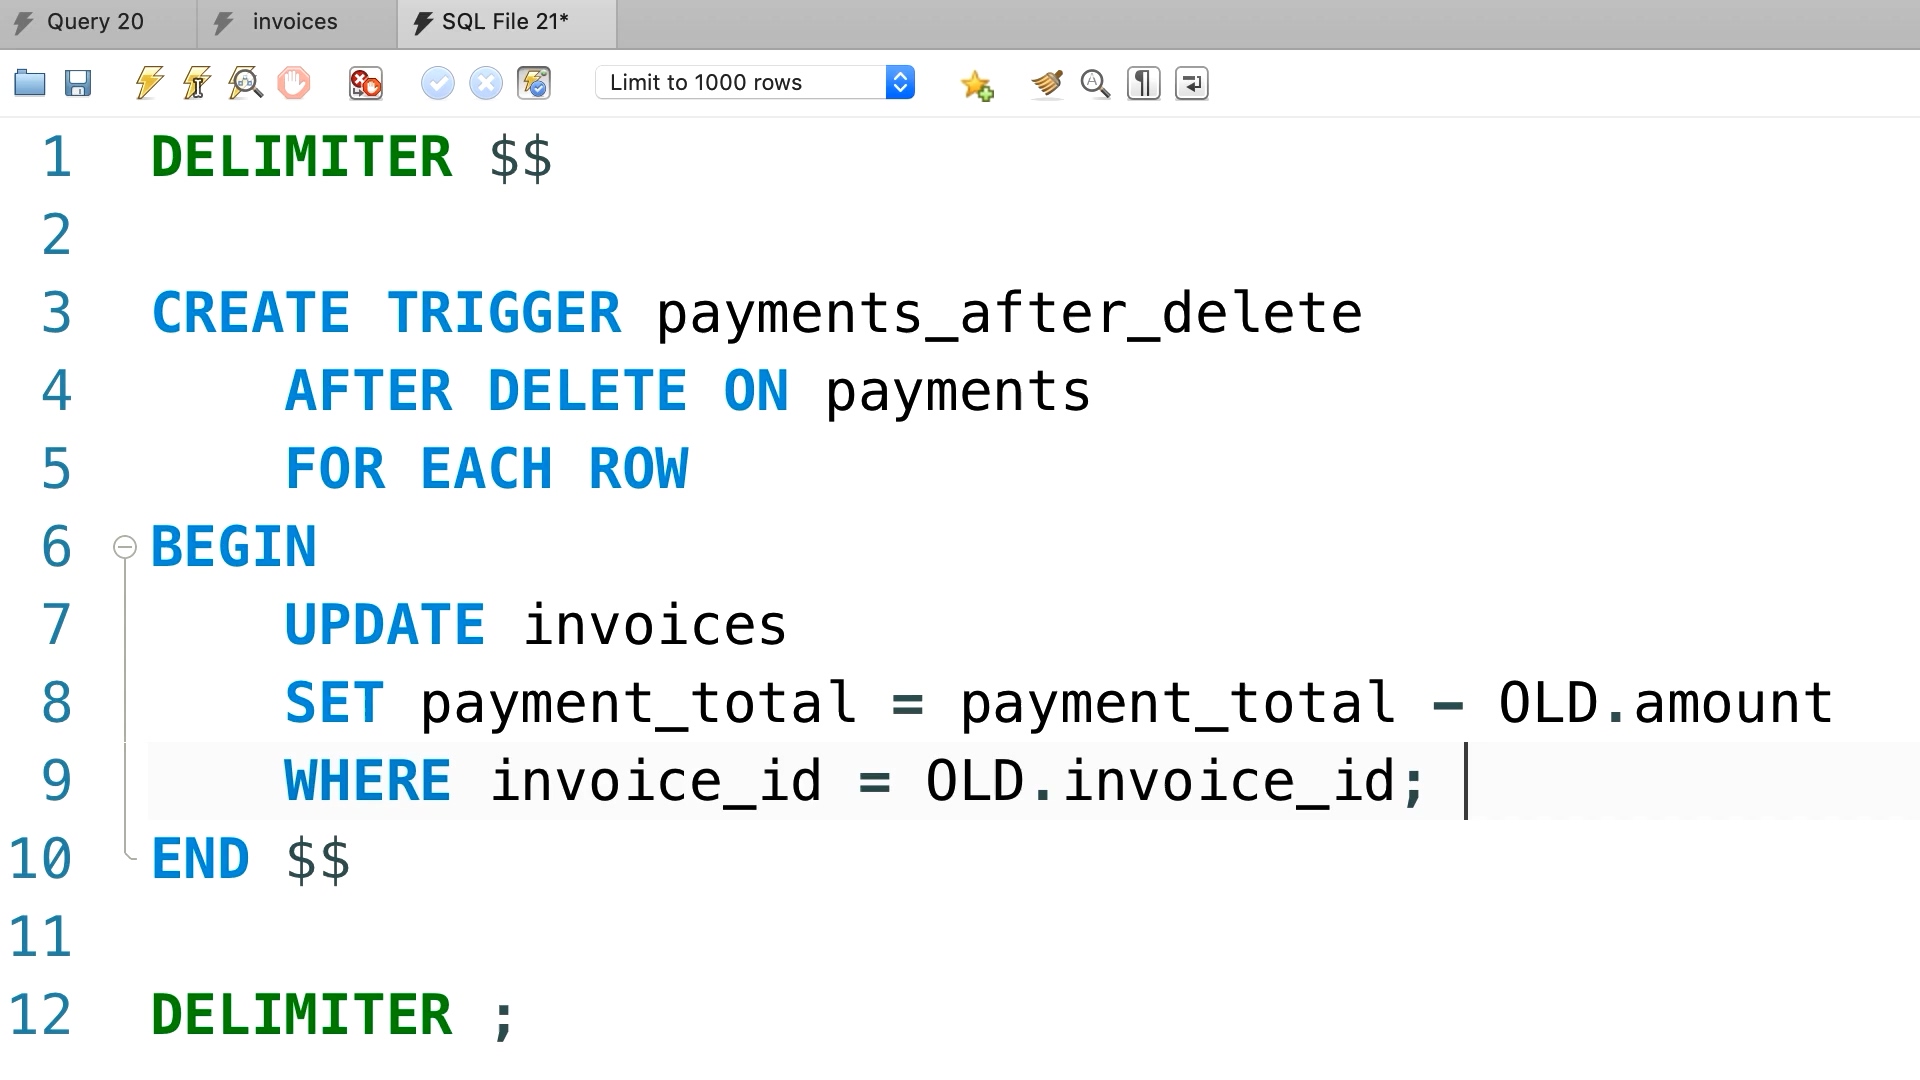 Query 20 invoices SQL File 21*
Limit to 1000 rows
1 DELIMITER $$
2
3 CREATE TRIGGER payments_after_delete
4 AFTER DELETE ON payments
5 FOR EACH ROW
6 BEGIN
7 UPDATE invoices
8 SET payment_total = payment_total - OLD.amount
9 WHERE invoice_id = OLD.invoice_id;
10 END $$
11
12 DELIMITER ;